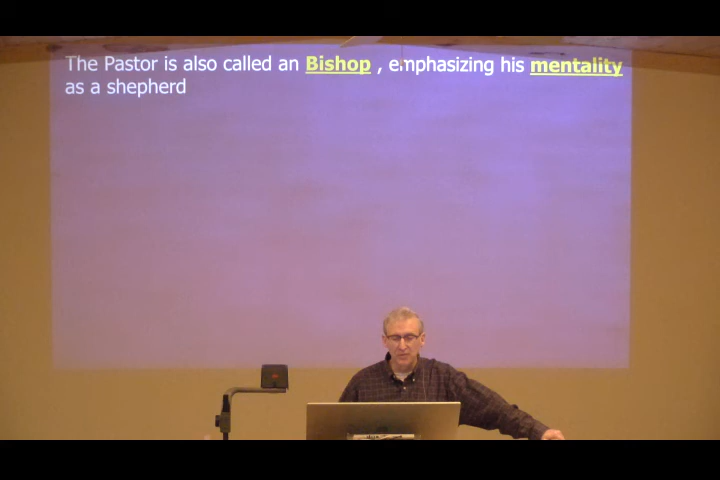 The Pastor is also called an Bishop , emphasizing his mentality
as a shepherd